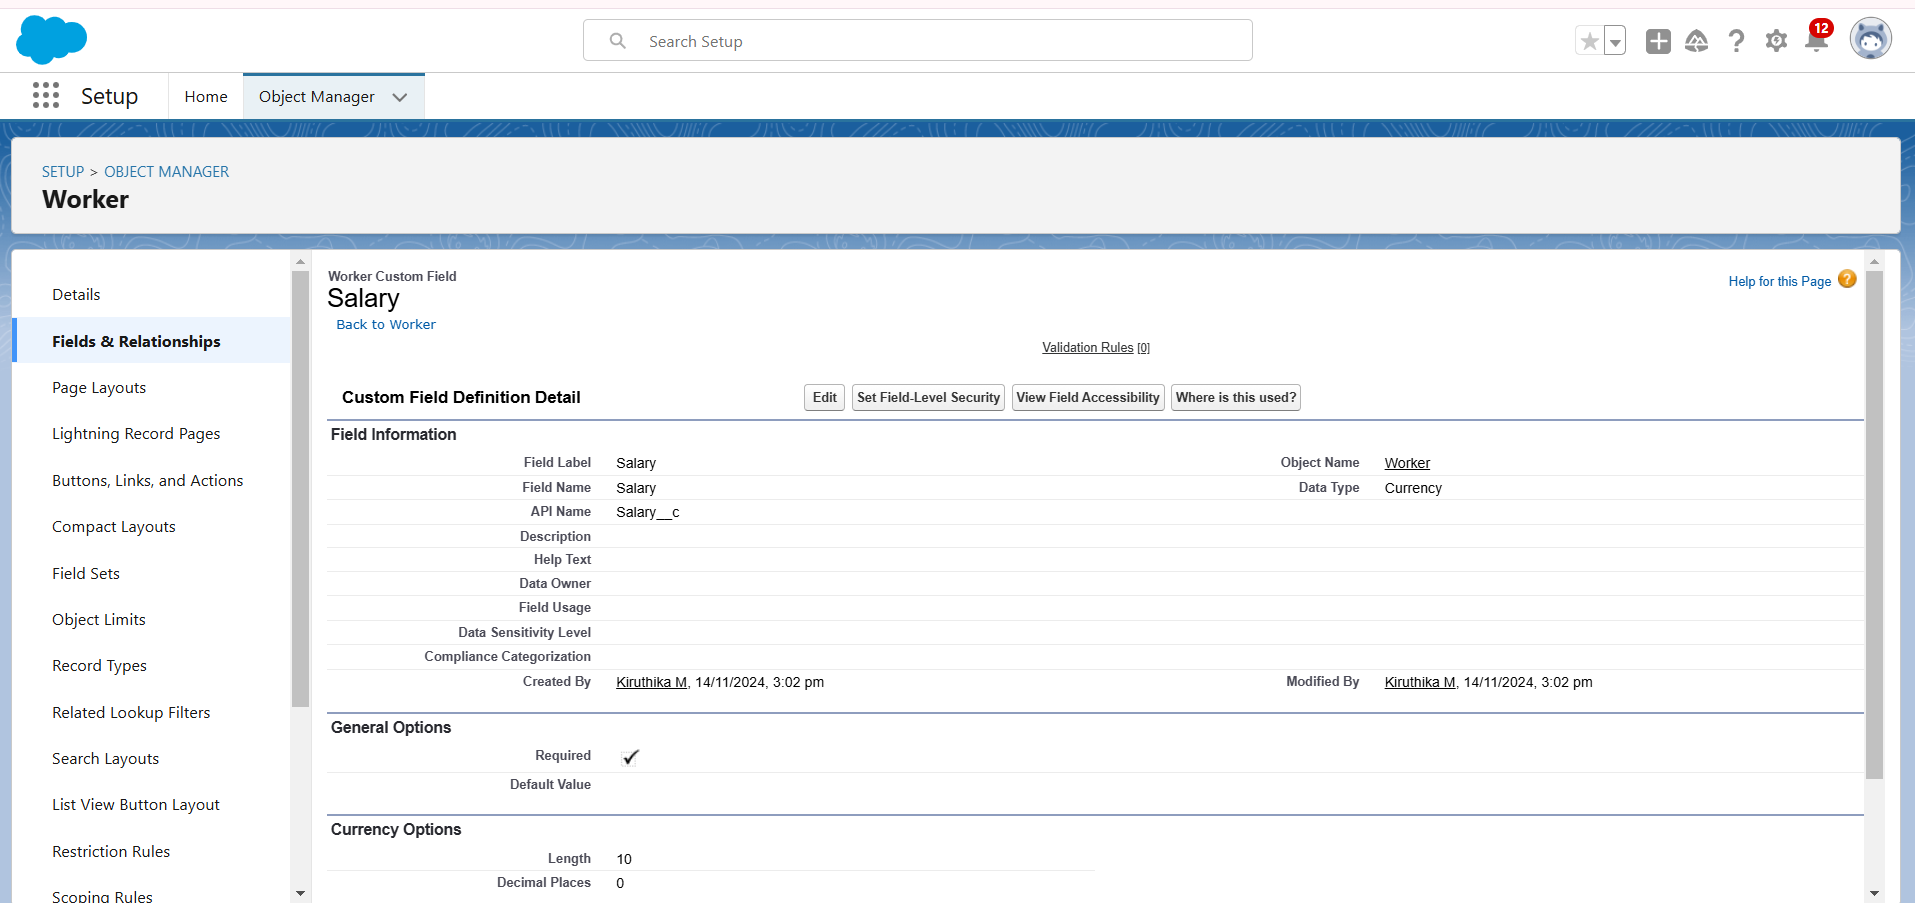 Search Setup
12
Setup
Home
Object Manager
SETUP > OBJECT MANAGER
Worker
Details
Fields & Relationships
Page Layouts
Lightning Record Pages
Buttons, Links, and Actions
Compact Layouts
Field Sets
Object Limits
Record Types
Related Lookup Filters
Search Layouts
List View Button Layout
Restriction Rules
Scoping Rules
Worker Custom Field
Salary
Back to Worker
Help for this Page ?
Validation Rules [0]
Custom Field Definition Detail
Edit
Set Field-Level Security
View Field Accessibility
Where is this used?
Field Information
Field Label Salary Object Name Worker
Field Name Salary Data Type Currency
API Name Salary__c
Description
Help Text
Data Owner
Field Usage
Data Sensitivity Level
Compliance Categorization
Created By Kiruthika M, 14/11/2024, 3:02 pm Modified By Kiruthika M, 14/11/2024, 3:02 pm
General Options
Required
Default Value
Currency Options
Length 10
Decimal Places 0